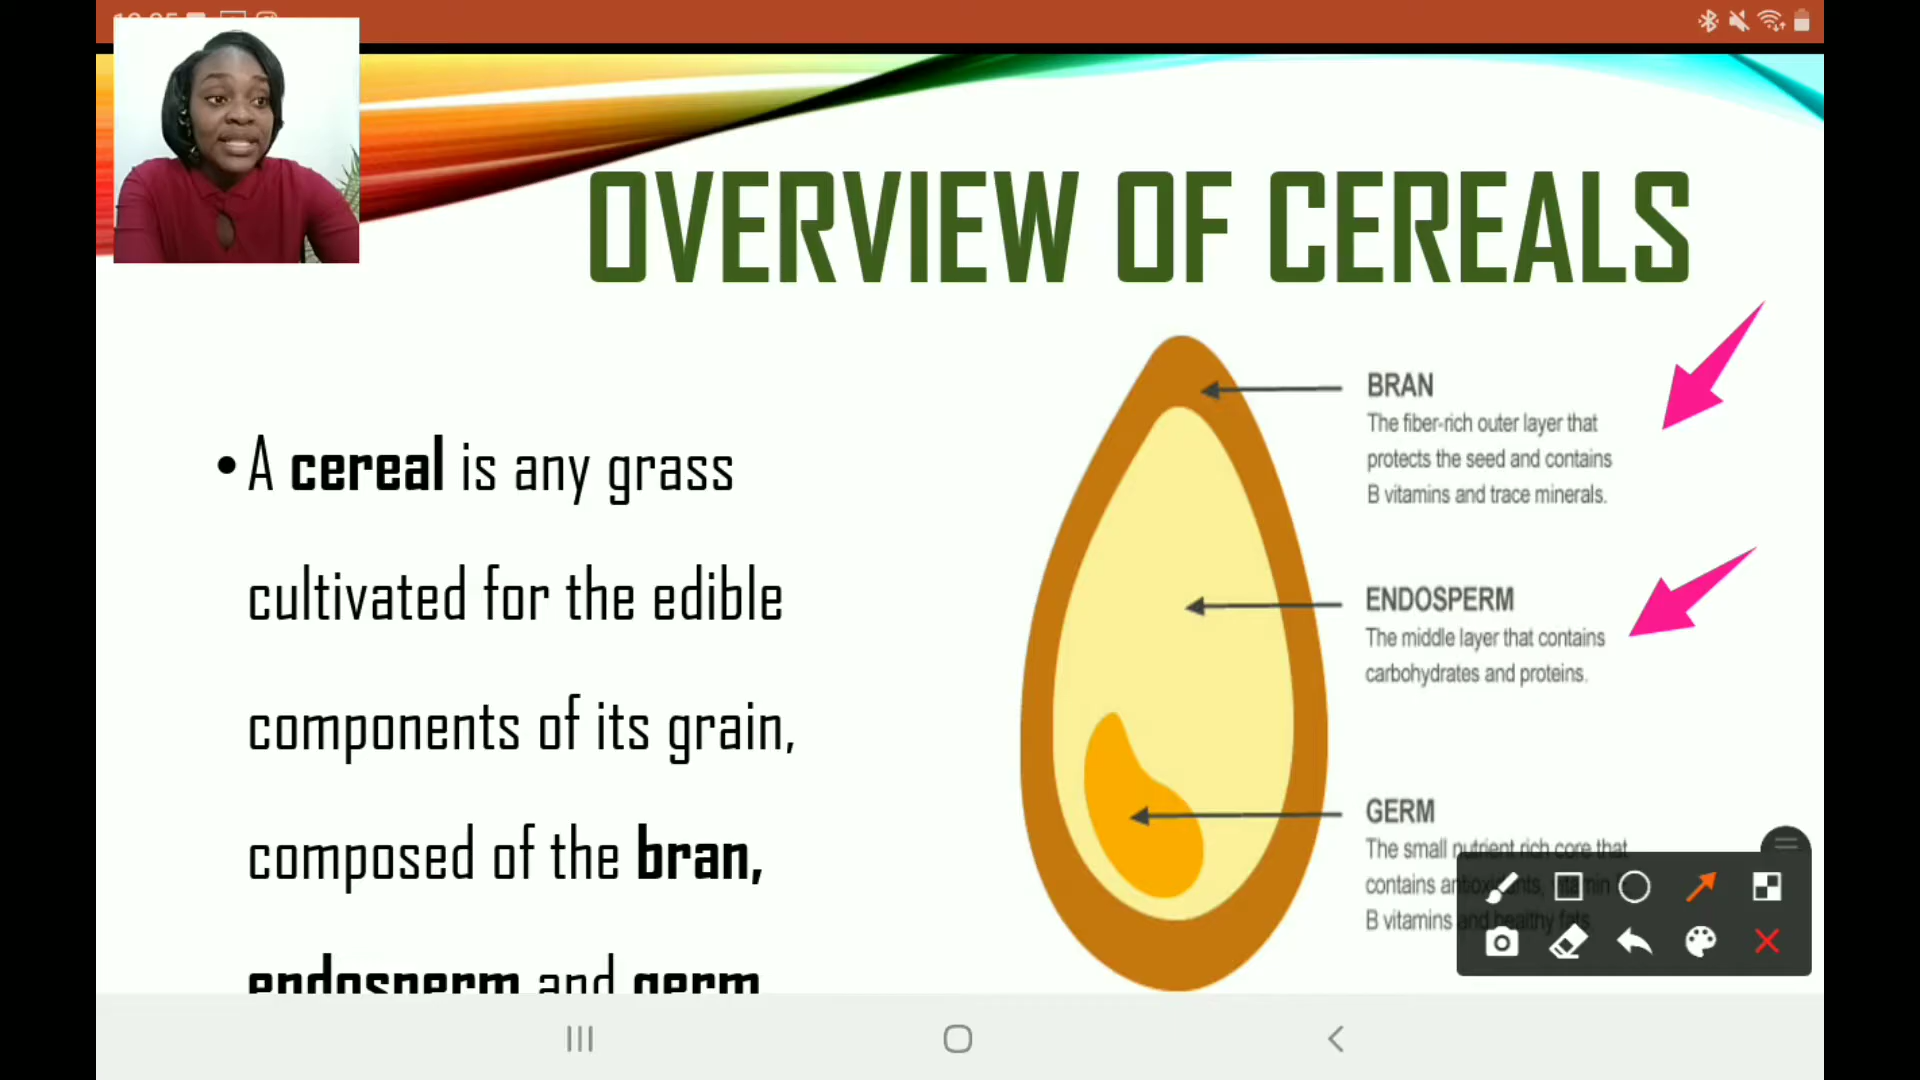 OVERVIEW OF CEREALS
• A cereal is any grass
cultivated for the edible
components of its grain,
composed of the bran,
endosperm and germ
BRAN
The fiber-rich outer layer that
protects the seed and contains
B vitamins and trace minerals.
ENDOSPERM
The middle layer that contains
carbohydrates and proteins.
GERM
The small nutrient rich core that
contains antioxidants, vitamin
B vitamins and healthy fats